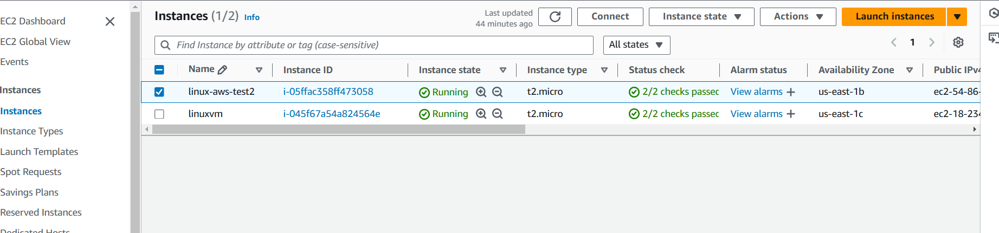 EC2 Dashboard
EC2 Global View
Events
Instances
Instances
Instance Types
Launch Templates
Spot Requests
Savings Plans
Reserved Instances
Dedicated Hosts
Instances (1/2) Info
Last updated
44 minutes ago
Connect
Instance state
Actions
Launch instances
Find Instance by attribute or tag (case-sensitive)
All states
1
Name Instance ID Instance state Instance type Status check Alarm status Availability Zone Public IPv4
linux-aws-test2 i-05ffac358ff473058 Running t2.micro 2/2 checks passec View alarms + us-east-1b ec2-54-86-
linuxvm i-045f67a54a824564e Running t2.micro 2/2 checks passec View alarms + us-east-1c ec2-18-234